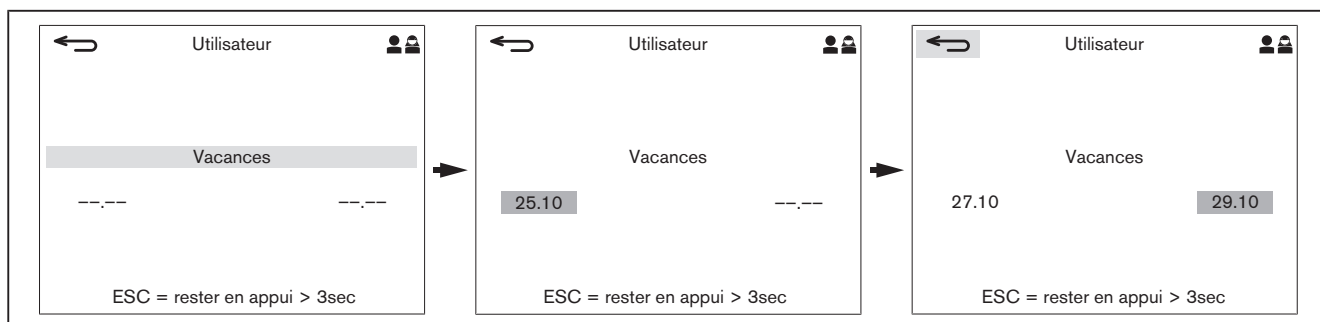 Utilisateur
Vacances
––.–– ––.––
ESC = rester en appui > 3sec
Utilisateur
Vacances
25.10 ––.––
ESC = rester en appui > 3sec
Utilisateur
Vacances
27.10 29.10
ESC = rester en appui > 3sec